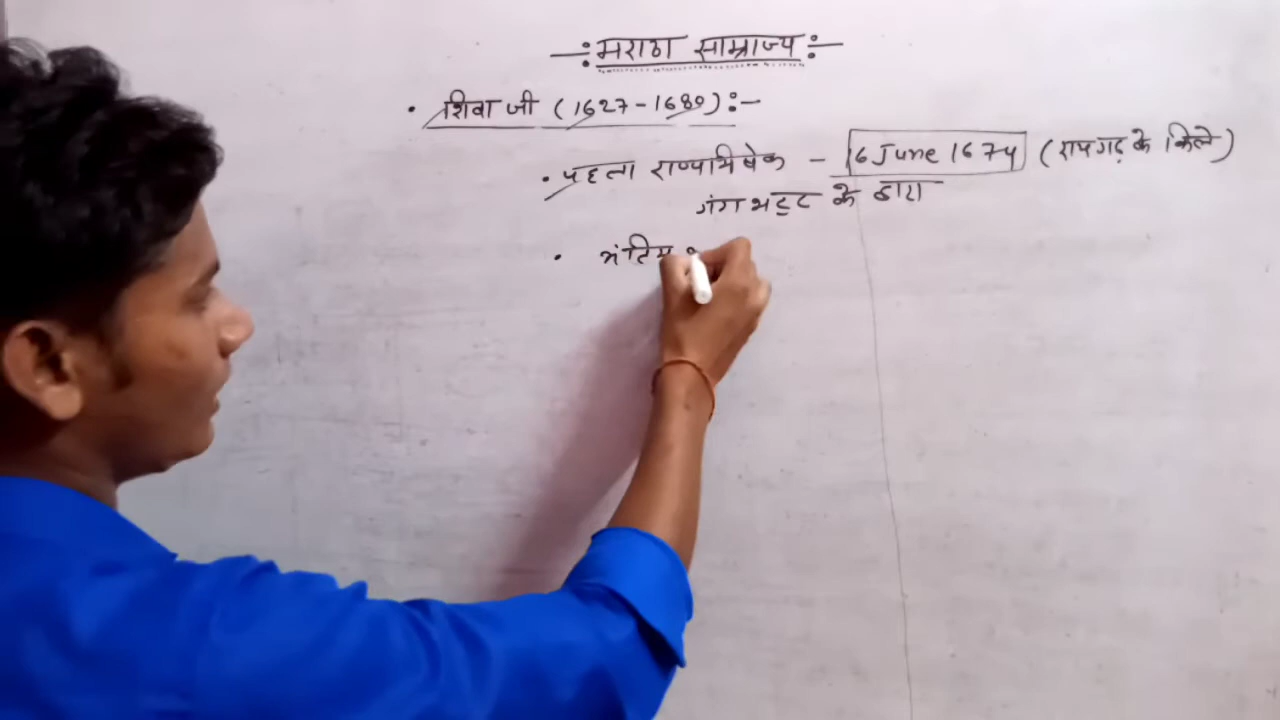 —: मराठा साम्राज्य :—
• शिवाजी (1627-1680) :-
• पहला राज्याभिषेक - 6 June 1674 (रायगढ़ के किले)
गंगभट्ट के द्वारा
• अंतिम